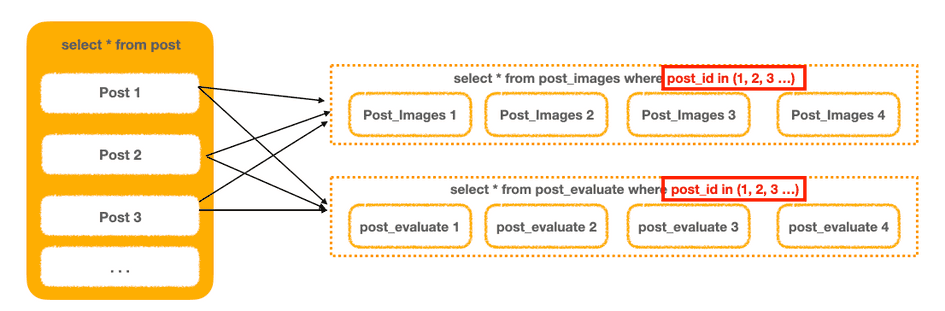 select * from post
Post 1
Post 2
Post 3
...
select * from post_images where post_id in (1, 2, 3 ...)
Post_Images 1
Post_Images 2
Post_Images 3
Post_Images 4
select * from post_evaluate where post_id in (1, 2, 3 ...)
post_evaluate 1
post_evaluate 2
post_evaluate 3
post_evaluate 4